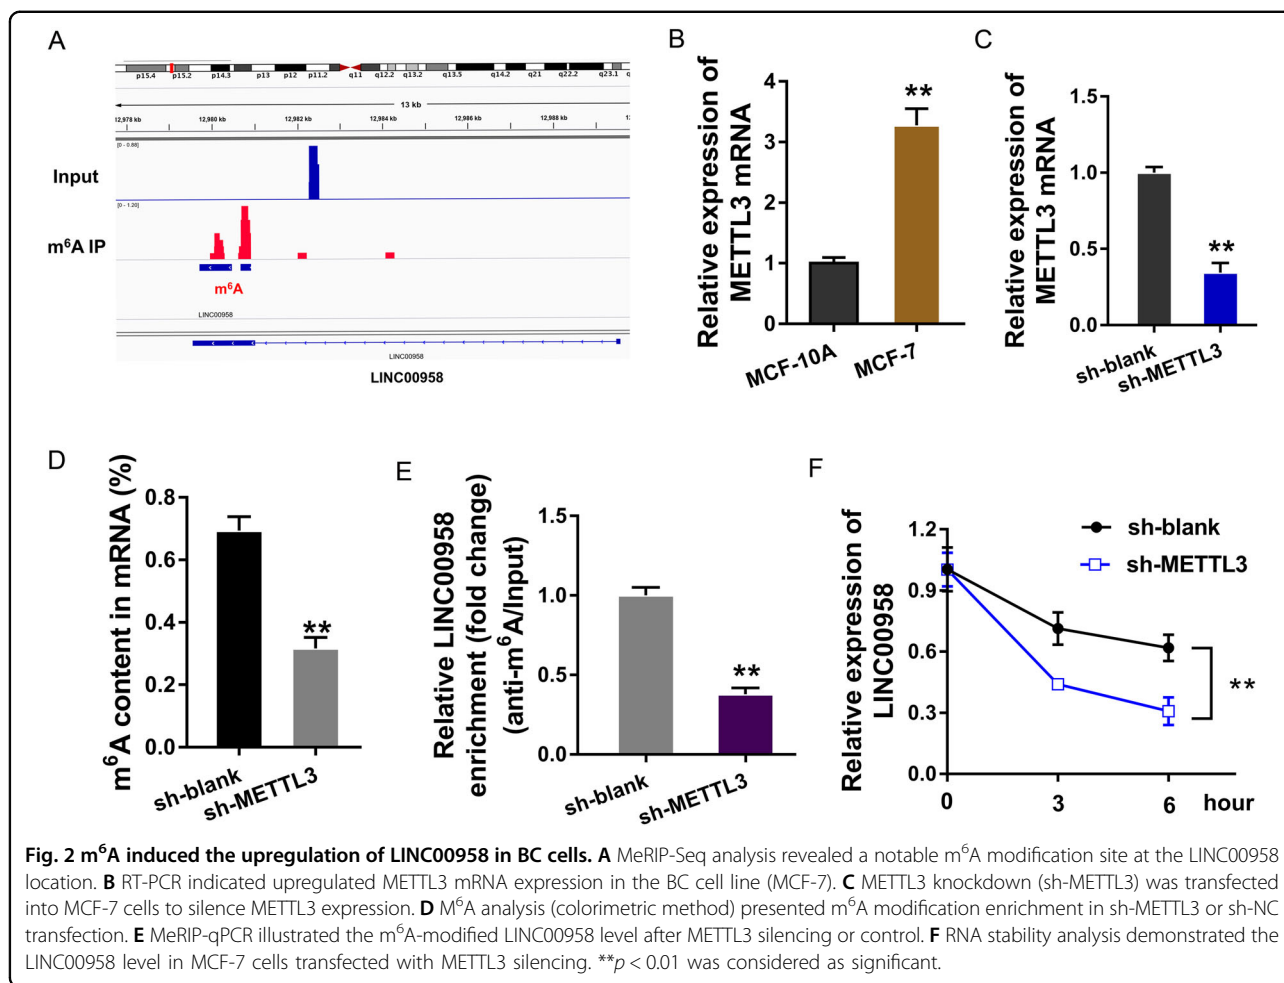 A
p15.4 p15.2 p14.3 p13 p12 p11.2 q11 q12.2 q13.2 q13.5 q14.2 q21 q22.2 q23.1 q
13 kb
12,978 kb 12,980 kb 12,982 kb 12,984 kb 12,986 kb 12,988 kb 12
[0 - 0.88]
Input
[0 - 1.20]
m⁶A IP
m⁶A
LINC00958
LINC00958
LINC00958
B
Relative expression of
METTL3 mRNA
5
4
3
2
1
0
**
MCF-10A
MCF-7
C
Relative expression of
METTL3 mRNA
1.5
1.0
0.5
0.0
**
sh-blank
sh-METTL3
D
m⁶A content in mRNA (%)
0.8
0.6
0.4
0.2
0.0
**
sh-blank
sh-METTL3
E
Relative LINC00958
enrichment (fold change)
(anti-m⁶A/Input)
1.5
1.0
0.5
0.0
**
sh-blank
sh-METTL3
F
Relative expression of
LINC00958
1.2
0.9
0.6
0.3
0.0
sh-blank
sh-METTL3
**
0 3 6 hour
Fig. 2 m⁶A induced the upregulation of LINC00958 in BC cells. A MeRIP-Seq analysis revealed a notable m⁶A modification site at the LINC00958
location. B RT-PCR indicated upregulated METTL3 mRNA expression in the BC cell line (MCF-7). C METTL3 knockdown (sh-METTL3) was transfected
into MCF-7 cells to silence METTL3 expression. D M⁶A analysis (colorimetric method) presented m⁶A modification enrichment in sh-METTL3 or sh-NC
transfection. E MeRIP-qPCR illustrated the m⁶A-modified LINC00958 level after METTL3 silencing or control. F RNA stability analysis demonstrated the
LINC00958 level in MCF-7 cells transfected with METTL3 silencing. **p < 0.01 was considered as significant.